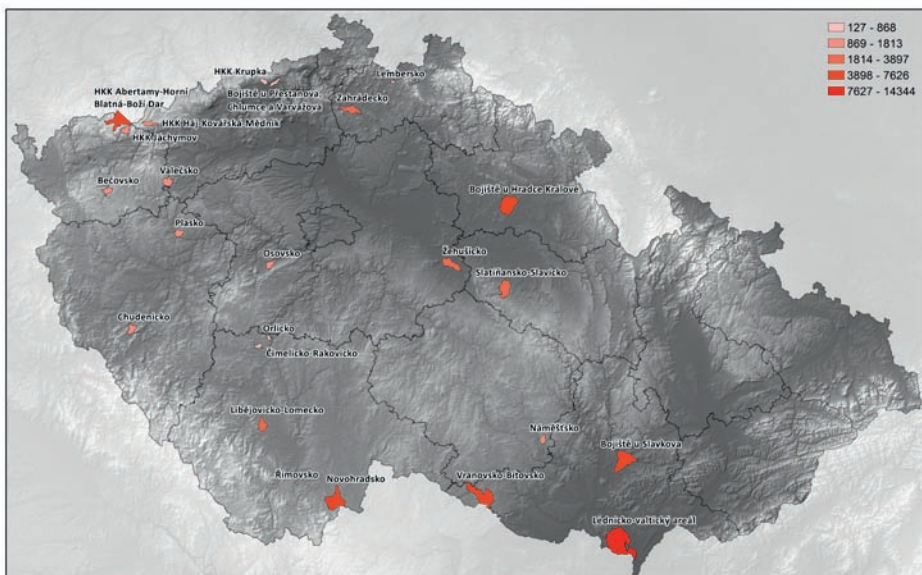 127 - 868
869 - 1813
1814 - 3897
3898 - 7626
7627 - 14344
HKK Krupka
Lembersko
Bojiště u Přestanova,
Chlumce a Varvažova
HKK Abertamy-Horní
Blatná-Boží Dar
Zahrádecko
HKK Háj-Kovářská-Mědník
HKK Jáchymov
Valečsko
Bečovsko
Bojiště u Hradce Králové
Plasko
Osovsko
Žehušicko
Slatiňansko-Slavicko
Chudenicko
Orlicko
Čimelicko-Rakovicko
Libějovicko-Lomecko
Náměšťsko
Bojiště u Slavkova
Římovsko
Novohradsko
Vranovsko-Bítovsko
Lednicko-valtický areál